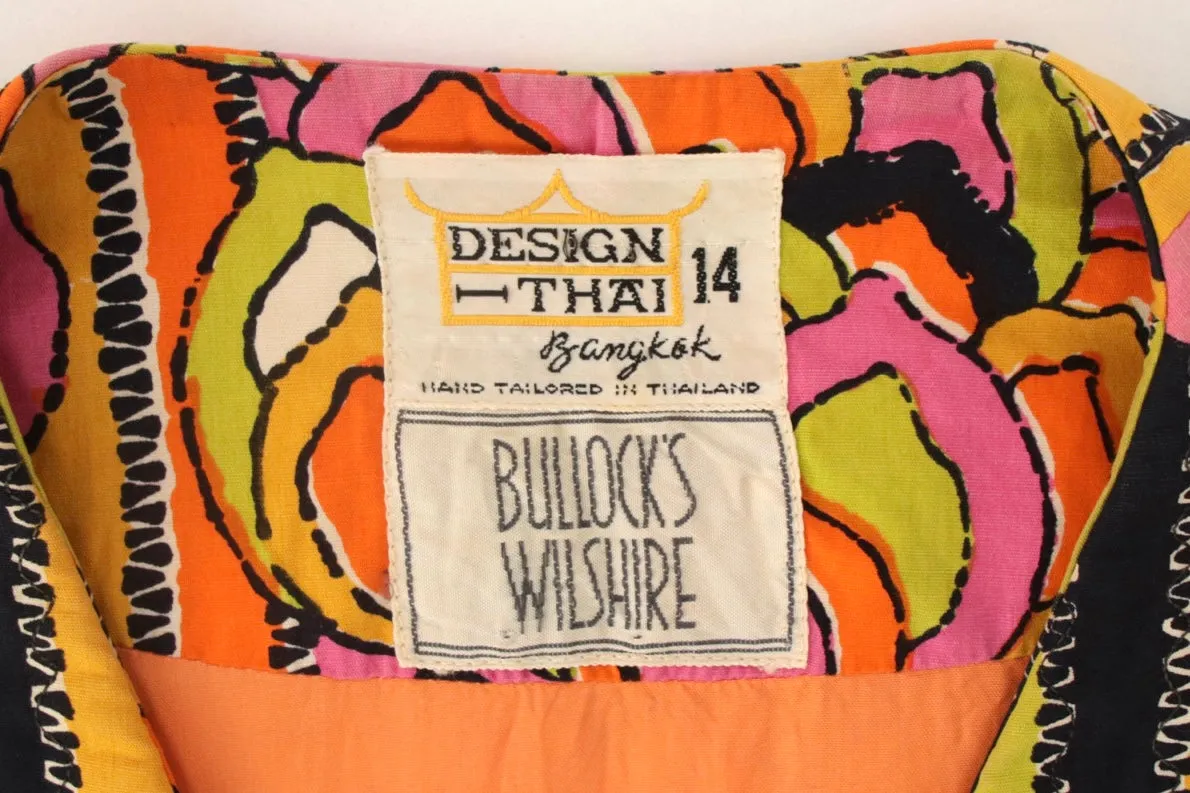 DESIGN
THAI 14
Bangkok
HAND TAILORED IN THAILAND
BULLOCK'S
WILSHIRE